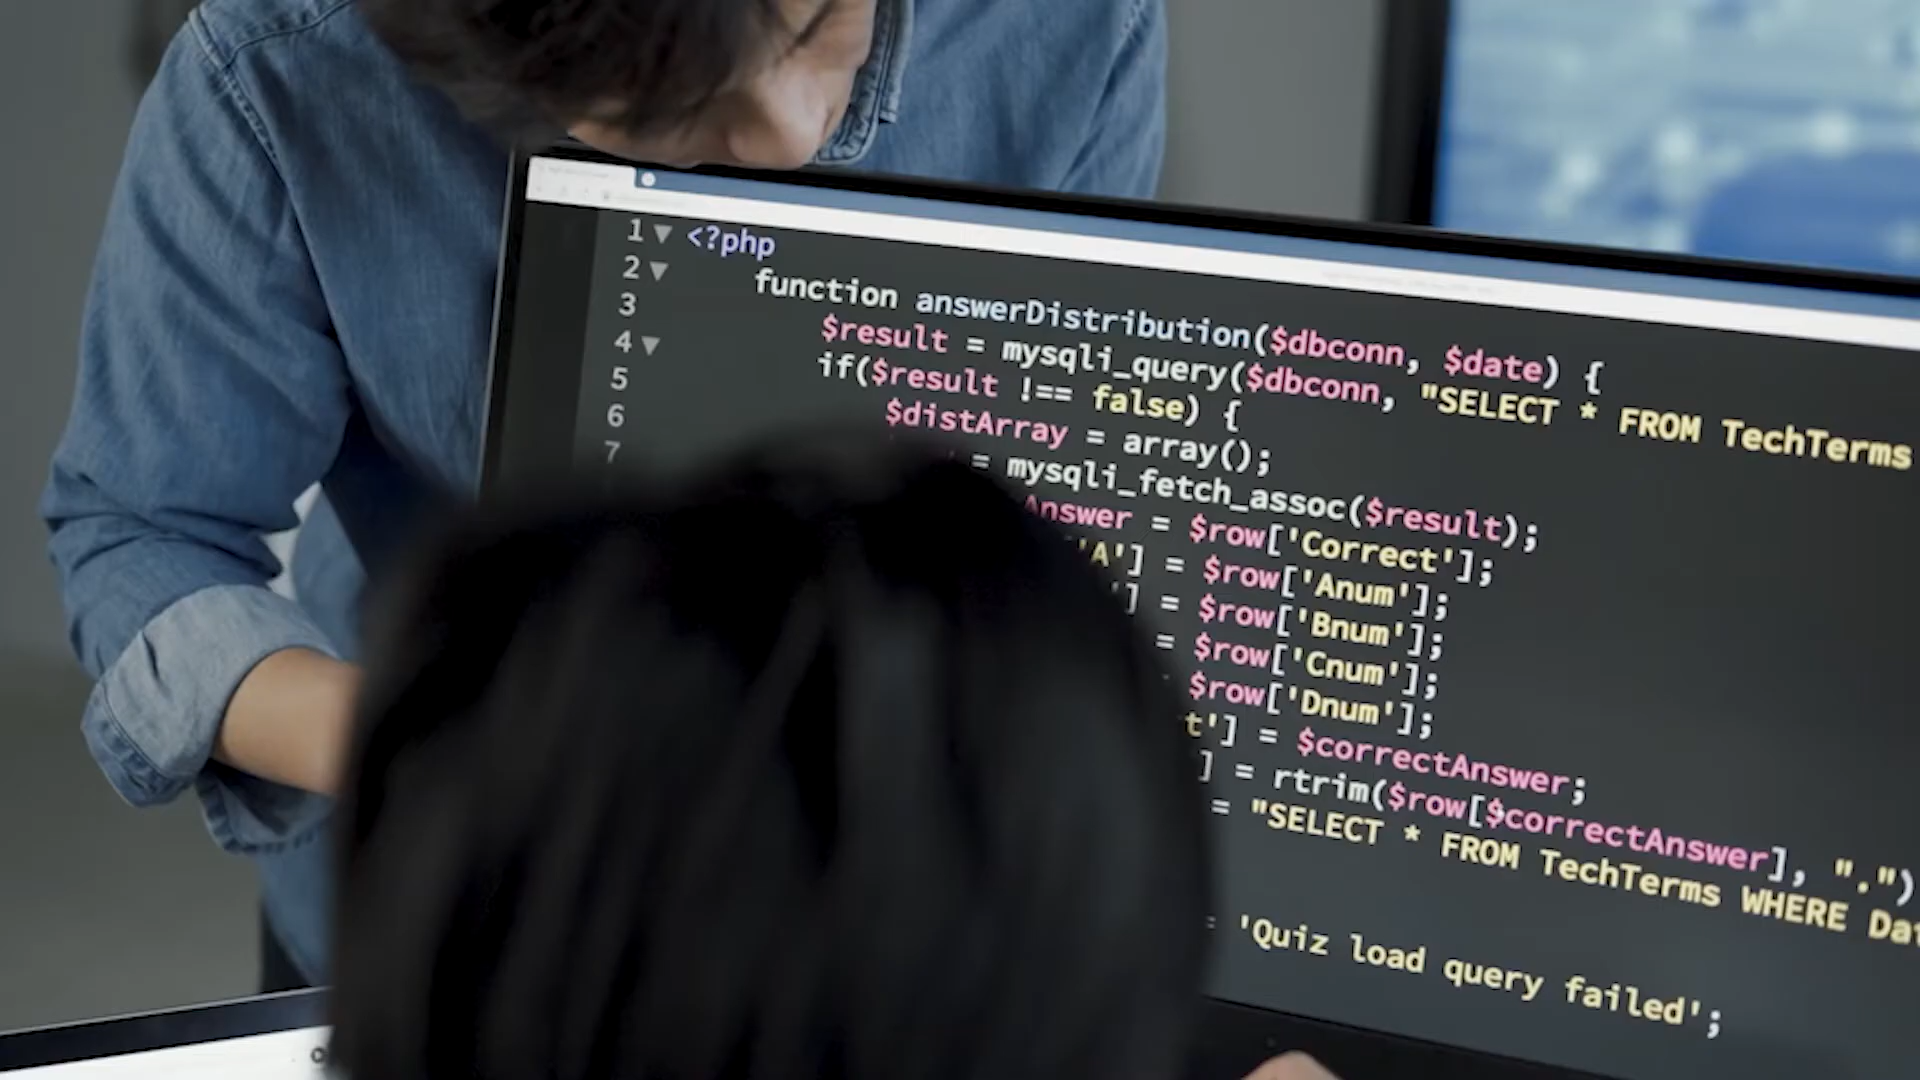 1 <?php
2 function answerDistribution($dbconn, $date) {
3 $result = mysqli_query($dbconn, "SELECT * FROM TechTerms
4 if($result !== false) {
5 $distArray = array();
6 = mysqli_fetch_assoc($result);
7 Answer = $row['Correct'];
'A'] = $row['Anum'];
'] = $row['Bnum'];
= $row['Cnum'];
$row['Dnum'];
t'] = $correctAnswer;
] = rtrim($row[$correctAnswer], ".")
= "SELECT * FROM TechTerms WHERE Dat
= 'Quiz load query failed';